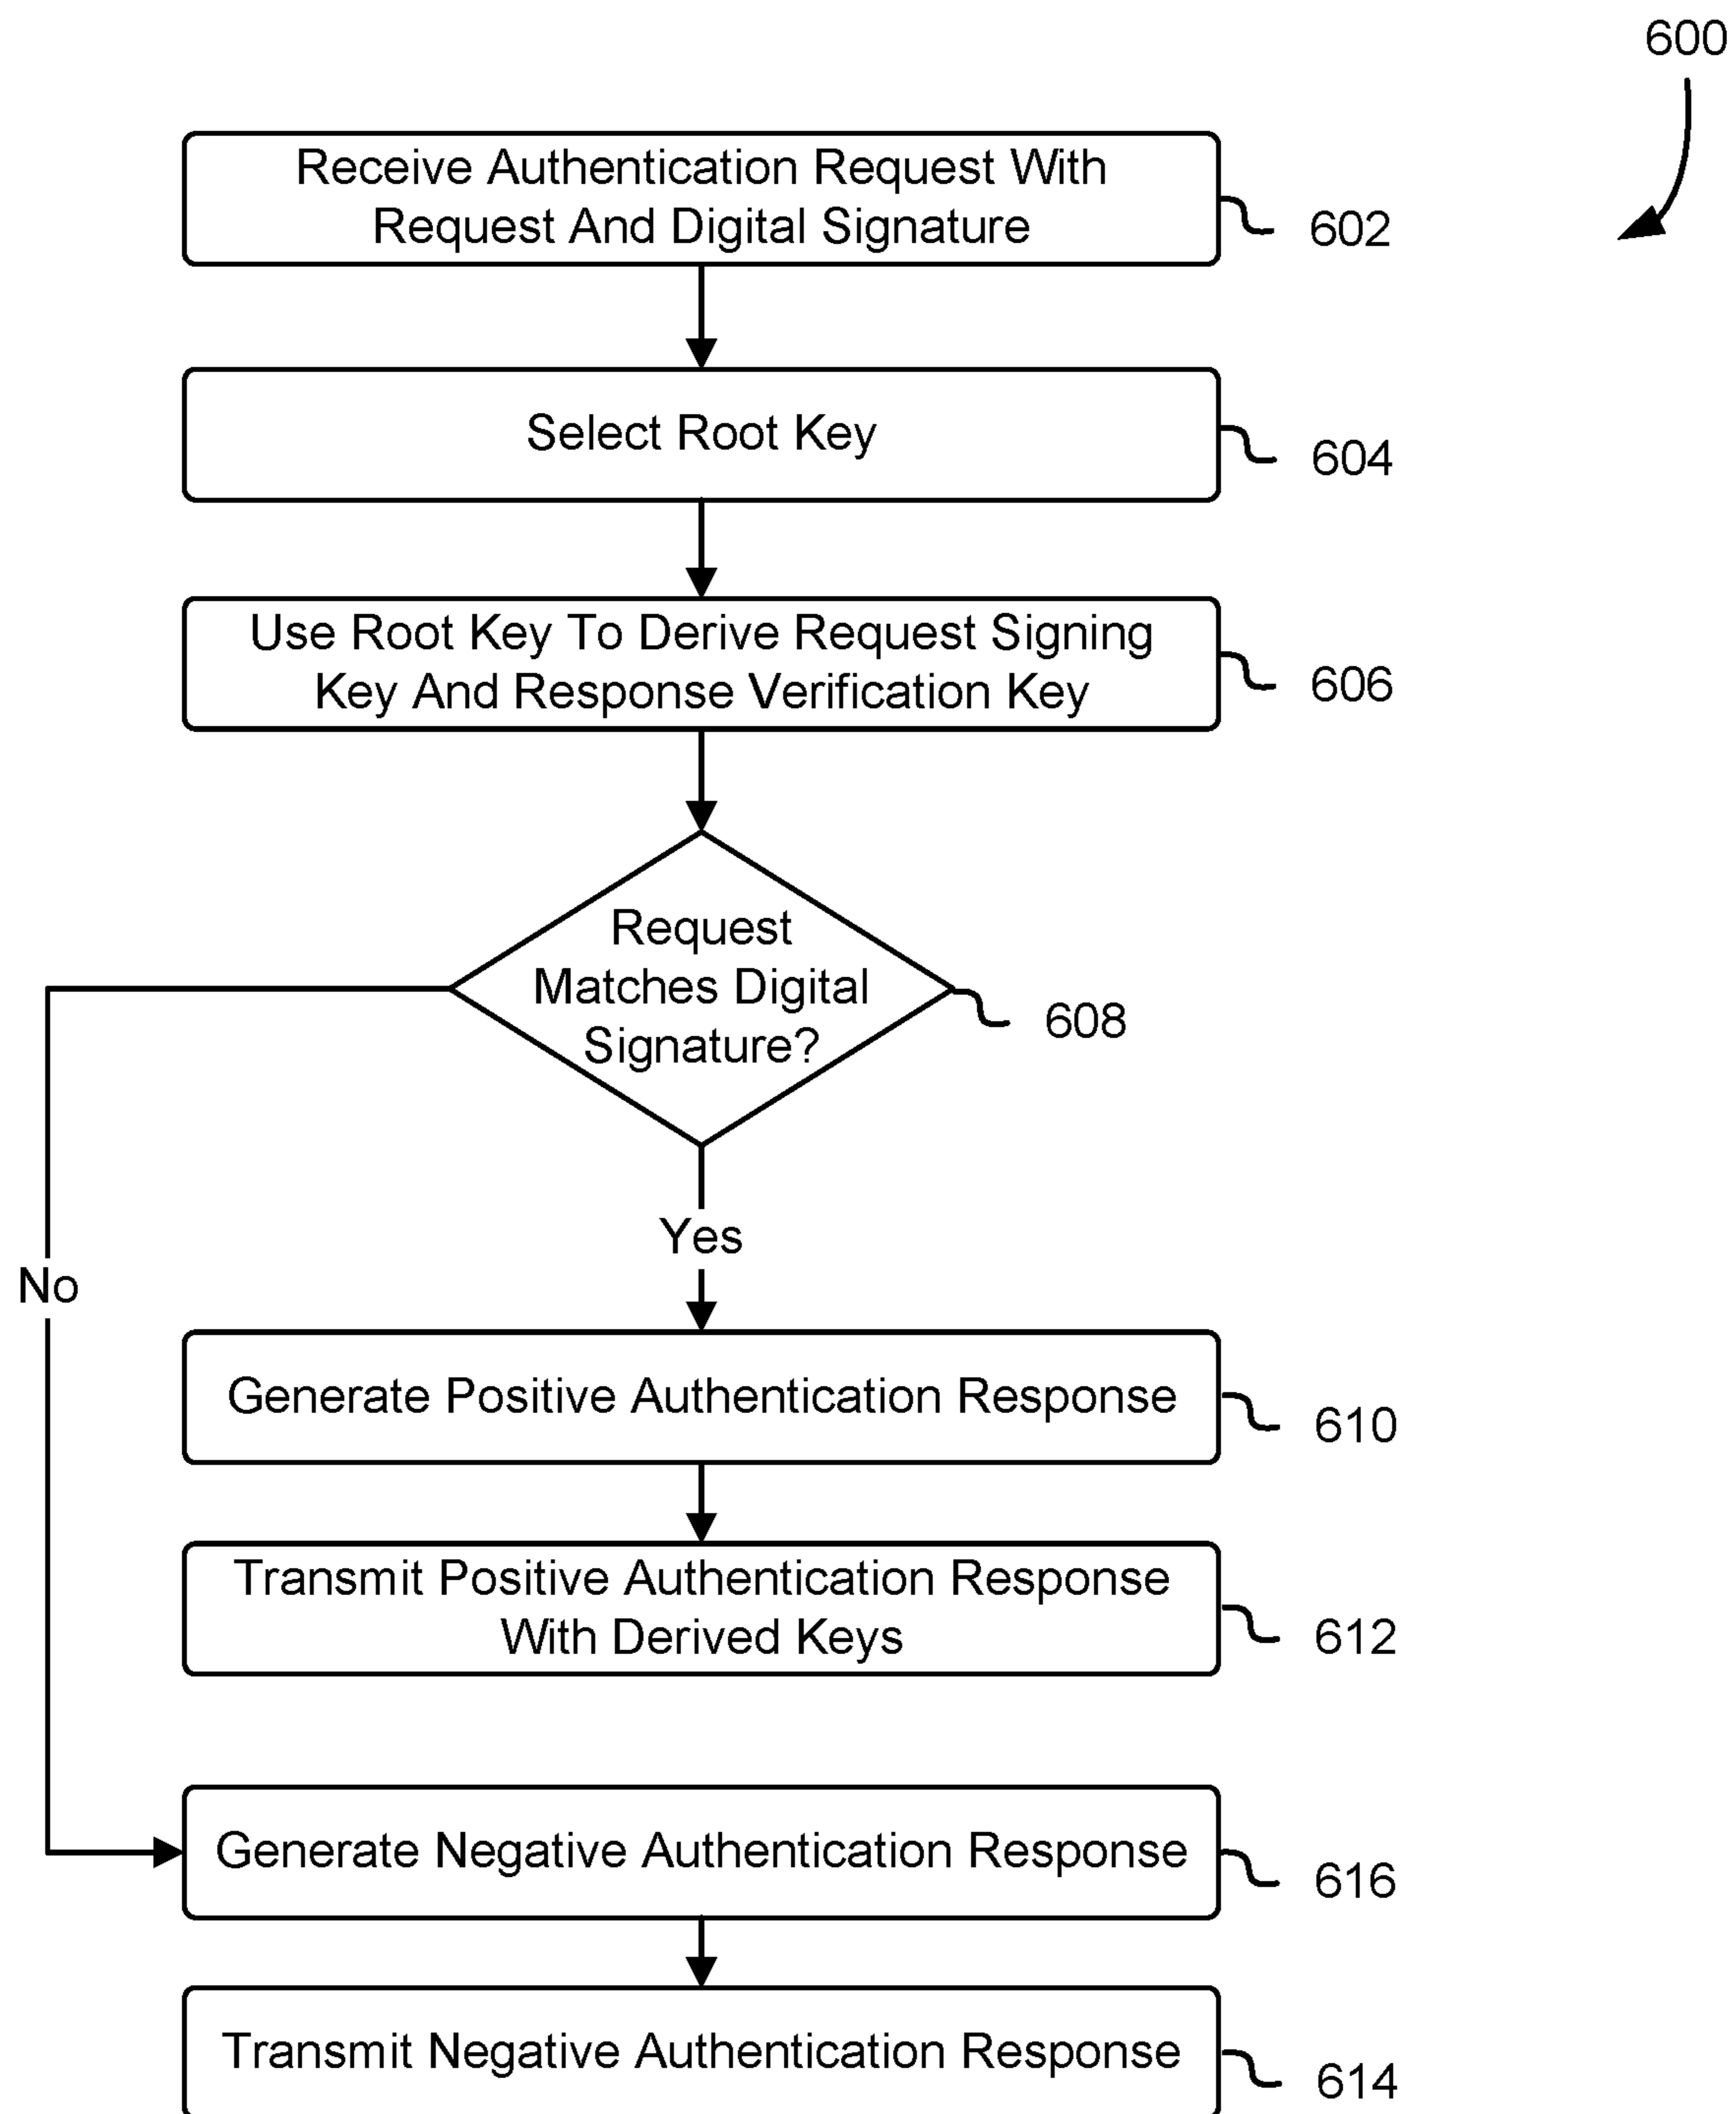 600
Receive Authentication Request With
Request And Digital Signature
602
Select Root Key
604
Use Root Key To Derive Request Signing
Key And Response Verification Key
606
Request
Matches Digital
Signature?
608
Yes
No
Generate Positive Authentication Response
610
Transmit Positive Authentication Response
With Derived Keys
612
Generate Negative Authentication Response
616
Transmit Negative Authentication Response
614